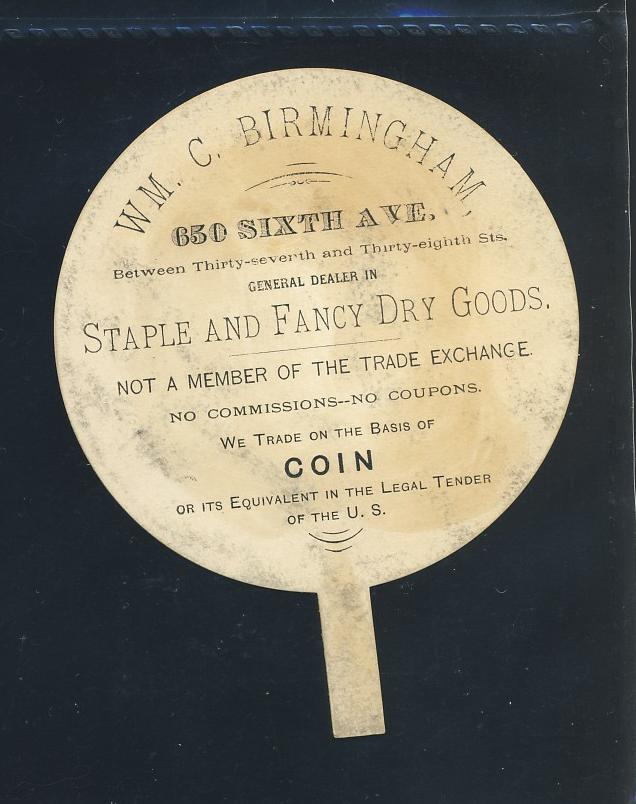 WM. C. BIRMINGHAM,
650 SIXTH AVE.
Between Thirty-seventh and Thirty-eighth Sts.
GENERAL DEALER IN
STAPLE AND FANCY DRY GOODS.
NOT A MEMBER OF THE TRADE EXCHANGE.
NO COMMISSIONS--NO COUPONS.
WE TRADE ON THE BASIS OF
COIN
OR ITS EQUIVALENT IN THE LEGAL TENDER
OF THE U. S.